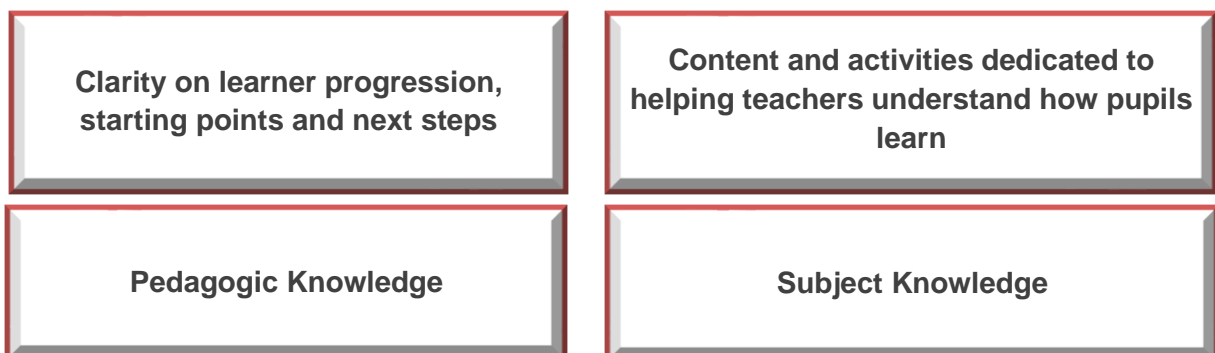 Clarity on learner progression,
starting points and next steps
Content and activities dedicated to
helping teachers understand how pupils
learn
Pedagogic Knowledge
Subject Knowledge